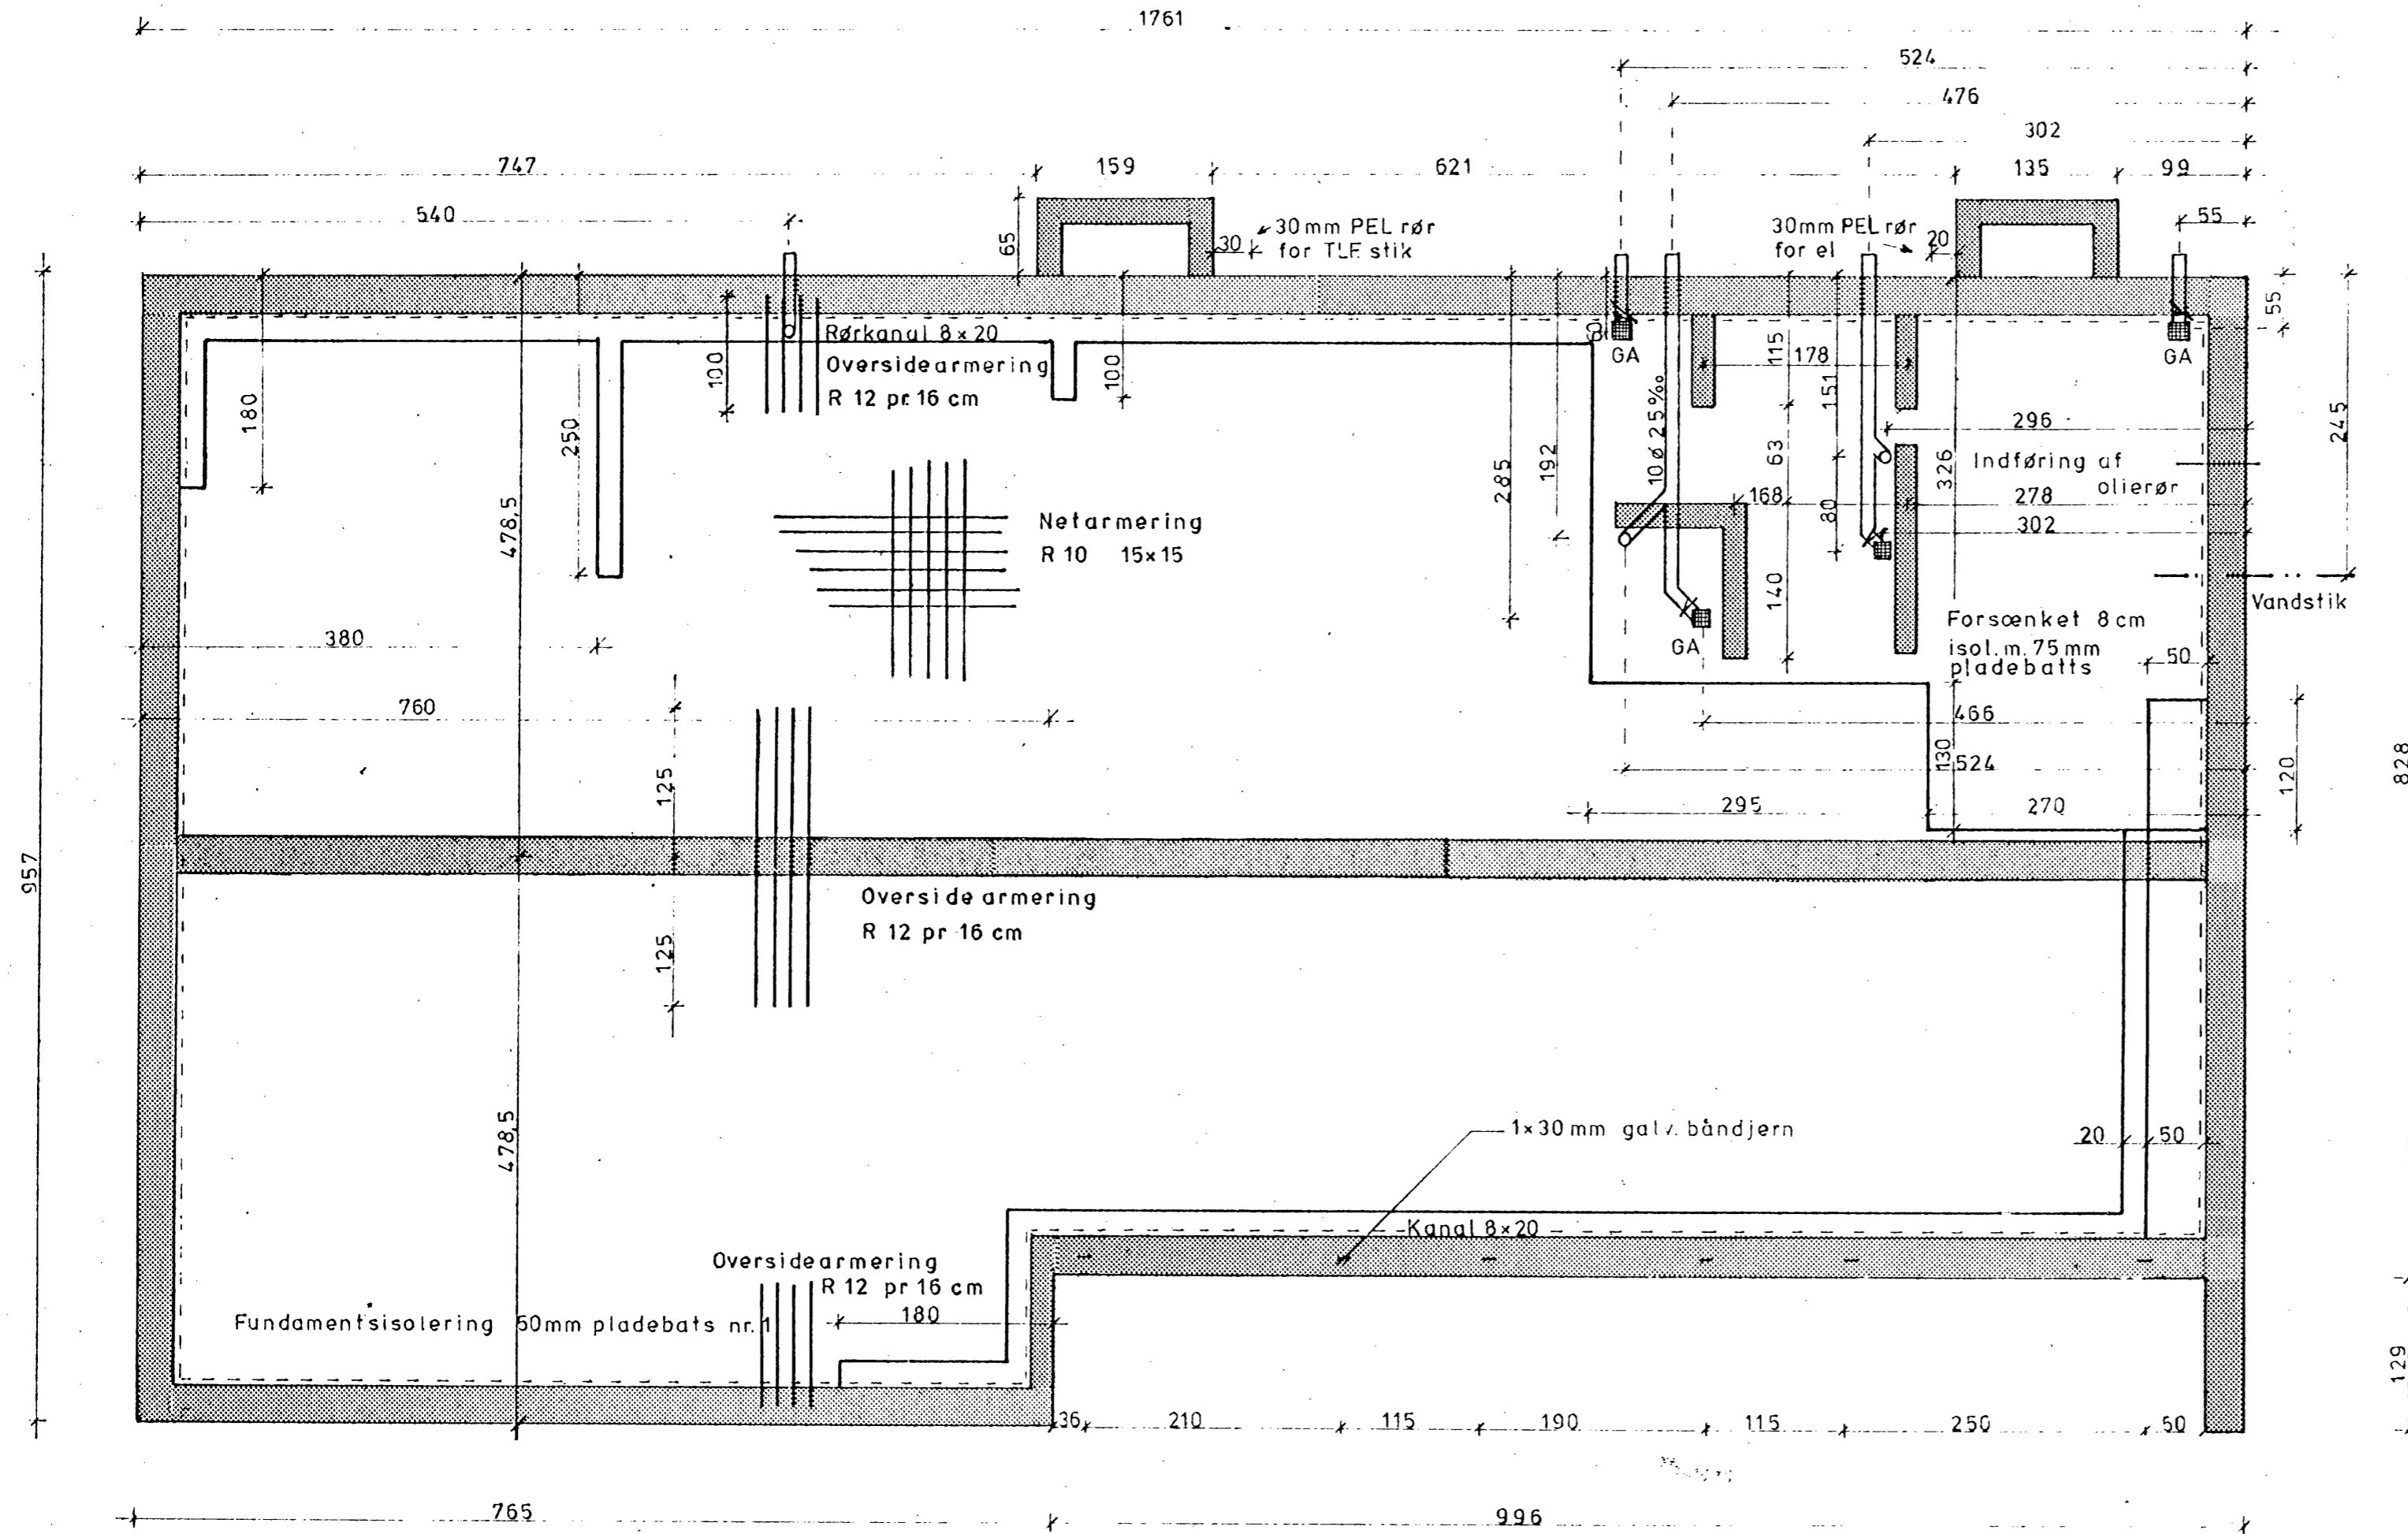 1761
524
476
302
747
159
621
135
99
540
55
65
30
30mm PEL rør
for TLF. stik
30mm PEL rør
for el
20
55
Rørkanal 8×20
Oversidearmering
R 12 pr. 16 cm
100
100
GA
GA
178
115
151
245
180
250
10 ø 25‰
63
296
Indføring af
olierør
326
285
192
478,5
168
278
80
302
Netarmering
R 10 15×15
140
Vandstik
Forsænket 8cm
isol. m. 75mm
pladebatts
50
380
GA
760
466
130
524
120
828
125
295
270
957
Overside armering
R 12 pr 16 cm
125
478,5
1×30mm galv. båndjern
20
50
Kanal 8×20
Oversidearmering
R 12 pr 16 cm
180
Fundamentsisolering 50mm pladebats nr. 1
129
36
210
115
190
115
250
50
765
996